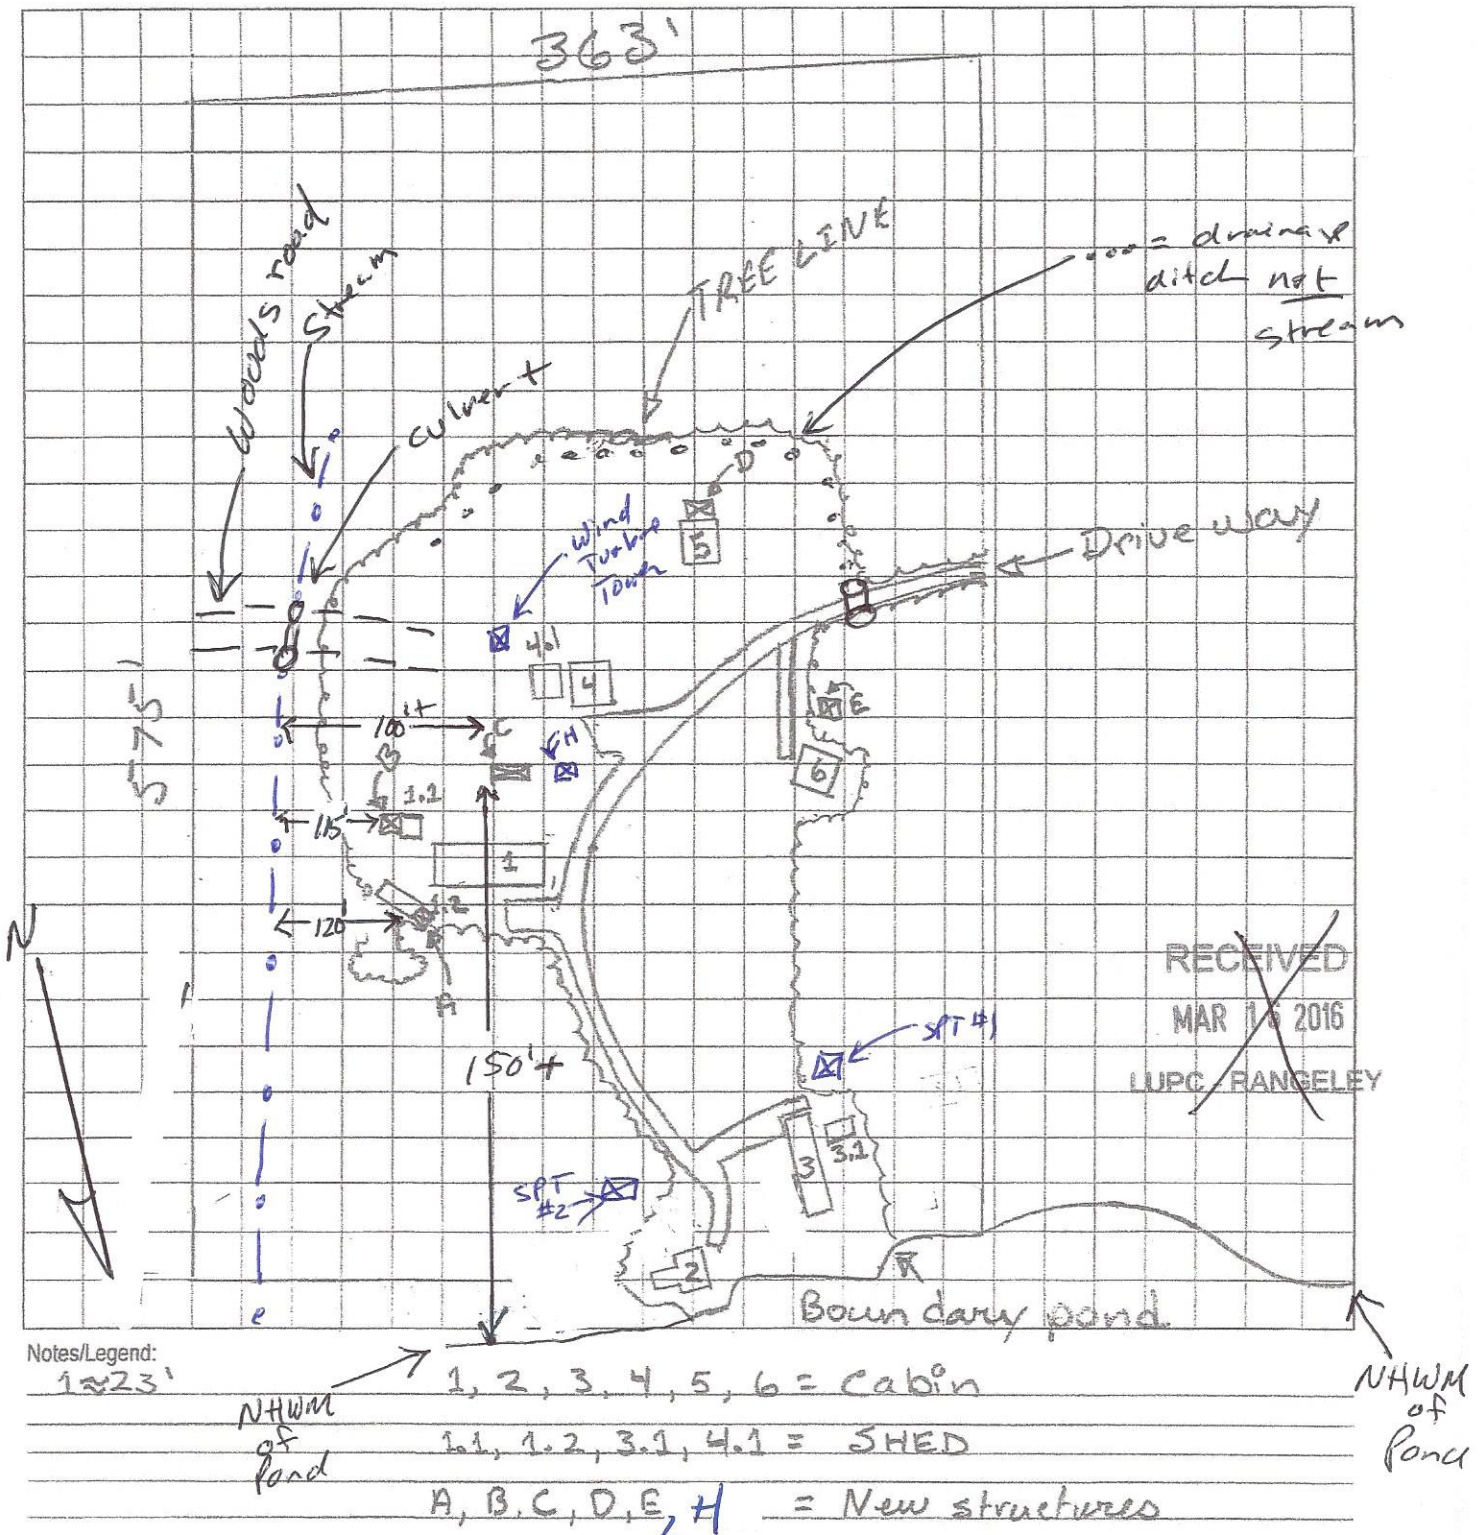 363'
Woods road
Stream
culvert
TREE LINE
... = drainage
ditch not
stream
D
5
Wind
Turbine
Tower
Drive way
4.1
4
575'
100'+
C
H
E
B
1.1
6
115'
1
1.2
120'
A
N
RECEIVED
MAR 16 2016
LUPC - RANGELEY
150'+
SPT #1
3.1
3
SPT
#2
2
Boundary pond
Notes/Legend:
1≈23'
NHWM
of
Pond
1, 2, 3, 4, 5, 6 = Cabin
1.1, 1.2, 3.1, 4.1 = SHED
A, B, C, D, E, H = New structures
NHWM
of
Pond